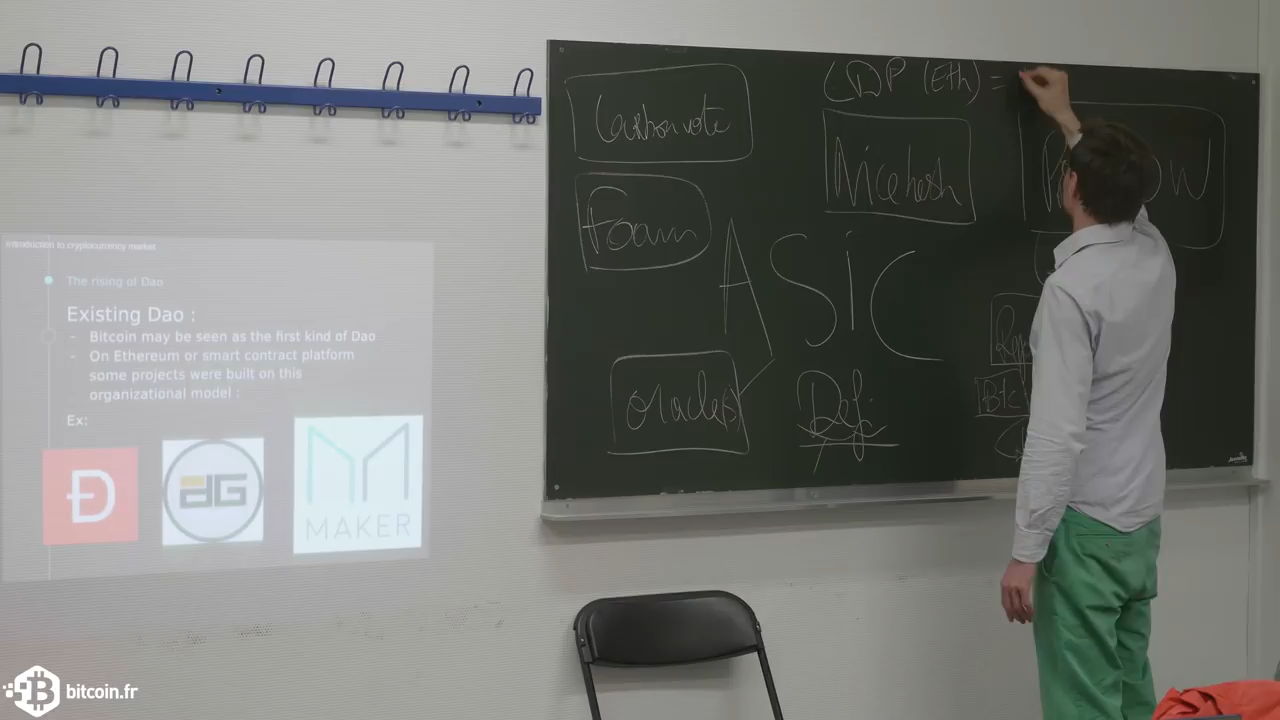 Introduction to cryptocurrency market
The rising of Dao
Existing Dao :
- Bitcoin may be seen as the first kind of Dao
- On Ethereum or smart contract platform
some projects were built on this
organizational model :
Ex:
Đ
dG
MAKER
Carbonvote
Foam
oracle(s)
ASiC
Defi
CDP (Eth) =
Nicehash
W
Btc
bitcoin.fr